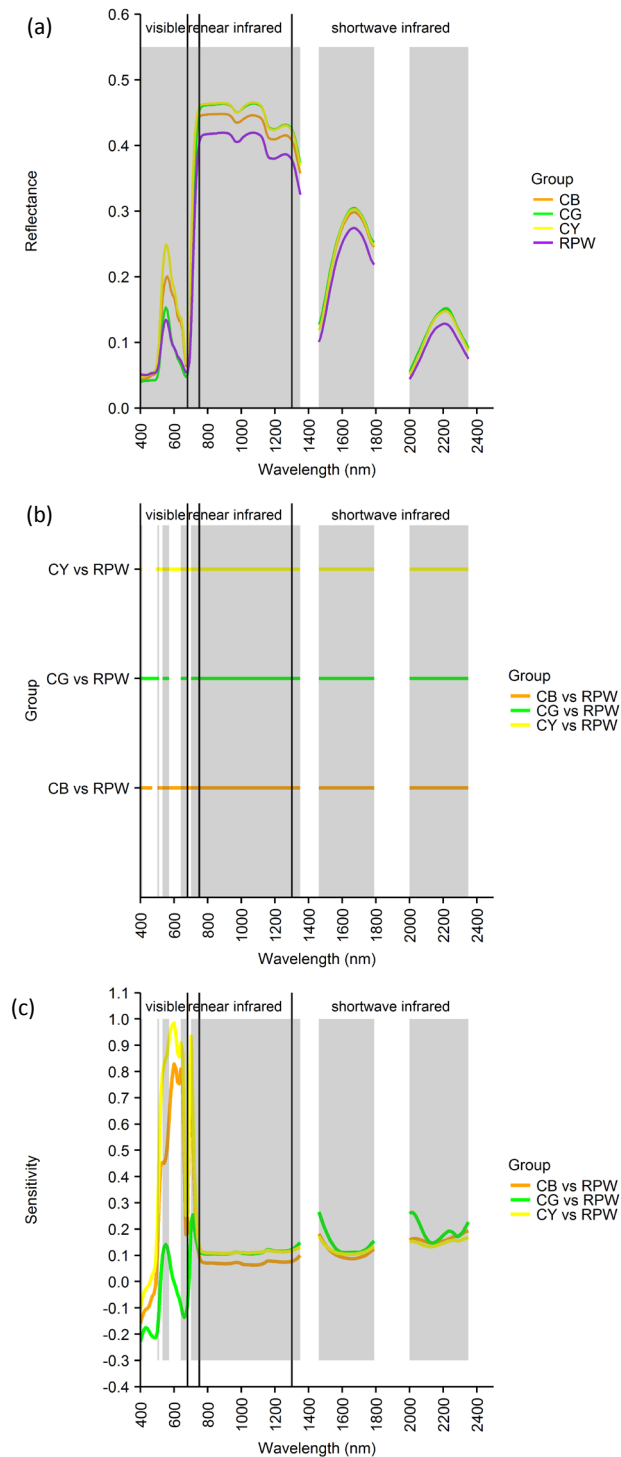 (a)
visible renear infrared shortwave infrared
0.6
0.5
0.4
0.3
0.2
0.1
0.0
Reflectance
400 600 800 1000 1200 1400 1600 1800 2000 2200 2400
Wavelength (nm)
Group
CB
CG
CY
RPW
(b)
visible renear infrared shortwave infrared
CY vs RPW
CG vs RPW
CB vs RPW
Group
400 600 800 1000 1200 1400 1600 1800 2000 2200 2400
Wavelength (nm)
Group
CB vs RPW
CG vs RPW
CY vs RPW
(c)
visible renear infrared shortwave infrared
1.1
1.0
0.9
0.8
0.7
0.6
0.5
0.4
0.3
0.2
0.1
0.0
-0.1
-0.2
-0.3
-0.4
Sensitivity
400 600 800 1000 1200 1400 1600 1800 2000 2200 2400
Wavelength (nm)
Group
CB vs RPW
CG vs RPW
CY vs RPW